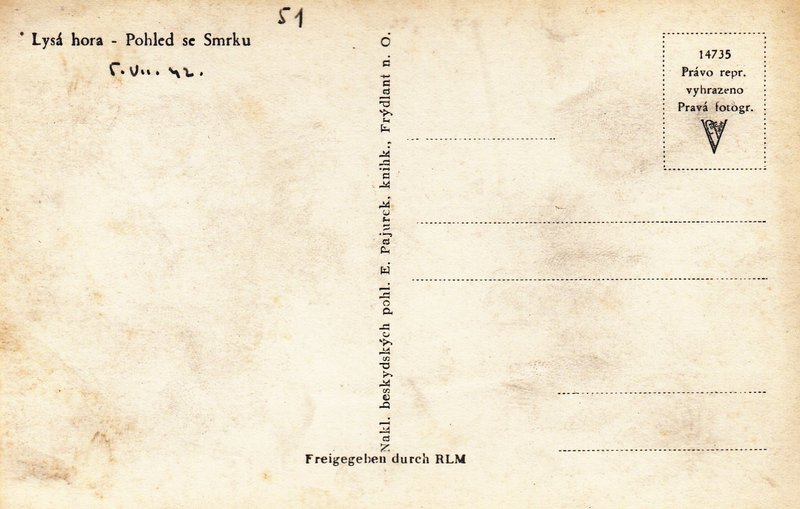 51
Lysá hora - Pohled se Smrku
5. VII. 42.
Nakl. beskydských pohl. E. Pajurek, knihk., Frýdlant n. O.
14735
Právo repr.
vyhrazeno
Pravá fotogr.
Freigegeben durch RLM